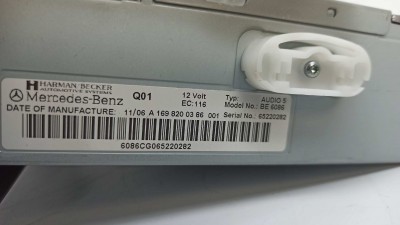 HARMAN/BECKER
AUTOMOTIVE SYSTEMS
Mercedes-Benz Q01 12 Volt Typ: AUDIO 5
EC:116 Model No.: BE 6086
DATE OF MANUFACTURE: 11/06 A 169 820 03 86 001 Serial No.: 65220282
6086CG065220282